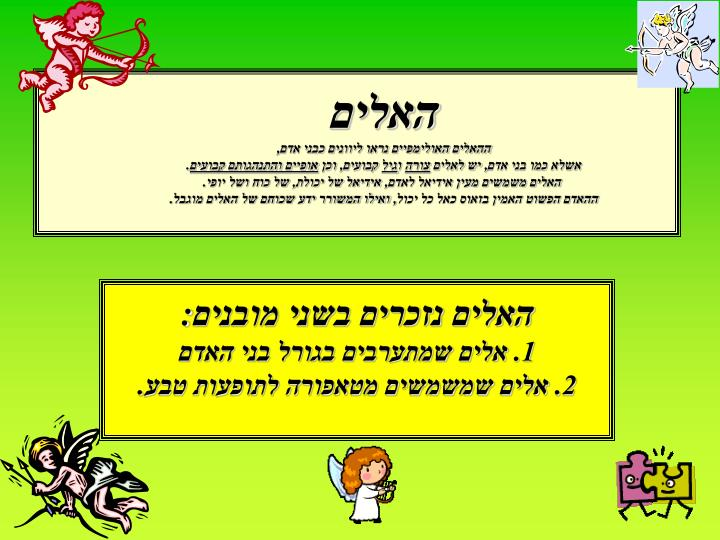 האלים
ההאלים האולימפיים נראו ליוונים כבני אדם,
אשלא כמו בני אדם, יש לאלים צורה וגיל קבועים, וכן אופיים והתנהגותם קבועים.
האלים משמשים מעין אידיאל לאדם, אידיאל של יכולת, של כוח ושל יופי.
ההאדם הפשוט האמין בזאוס כאל כל יכול, ואילו המשורר ידע שכוחם של האלים מוגבל.
האלים נזכרים בשני מובנים:
1. אלים שמתערבים בגורל בני האדם
2. אלים שמשמשים מטאפורה לתופעות טבע.